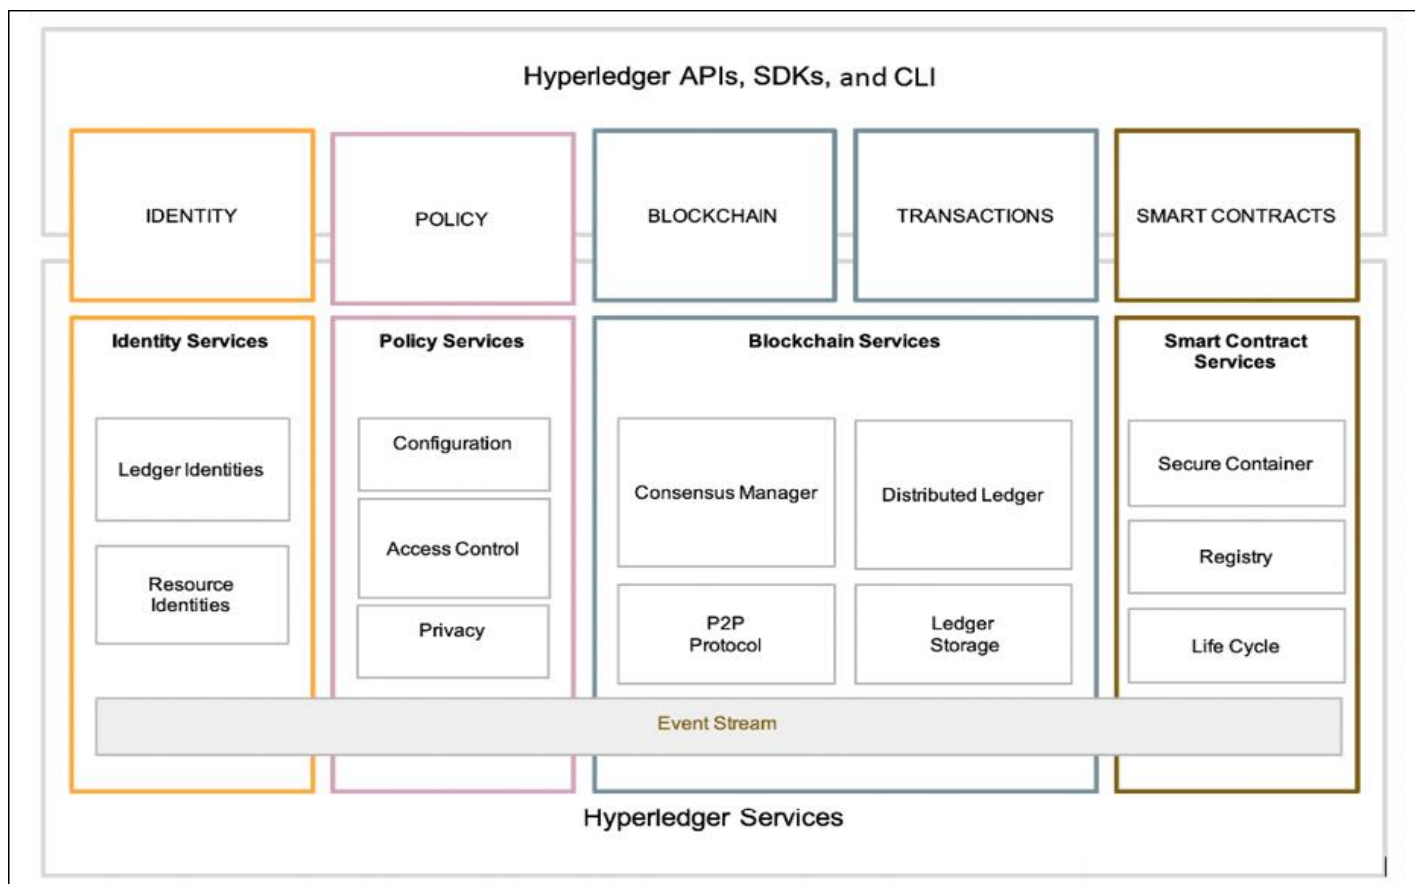 Hyperledger APIs, SDKs, and CLI
IDENTITY
POLICY
BLOCKCHAIN
TRANSACTIONS
SMART CONTRACTS
Identity Services
Ledger Identities
Resource
Identities
Policy Services
Configuration
Access Control
Privacy
Blockchain Services
Consensus Manager
Distributed Ledger
P2P
Protocol
Ledger
Storage
Smart Contract
Services
Secure Container
Registry
Life Cycle
Event Stream
Hyperledger Services